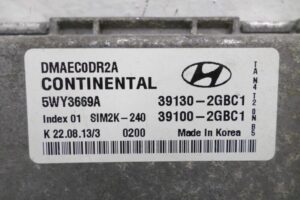 DMAEC0DR2A
CONTINENTAL
5WY3669A 39130-2GBC1
Index 01 SIM2K-240 39100-2GBC1
K 22.08.13/3 0200 Made in Korea